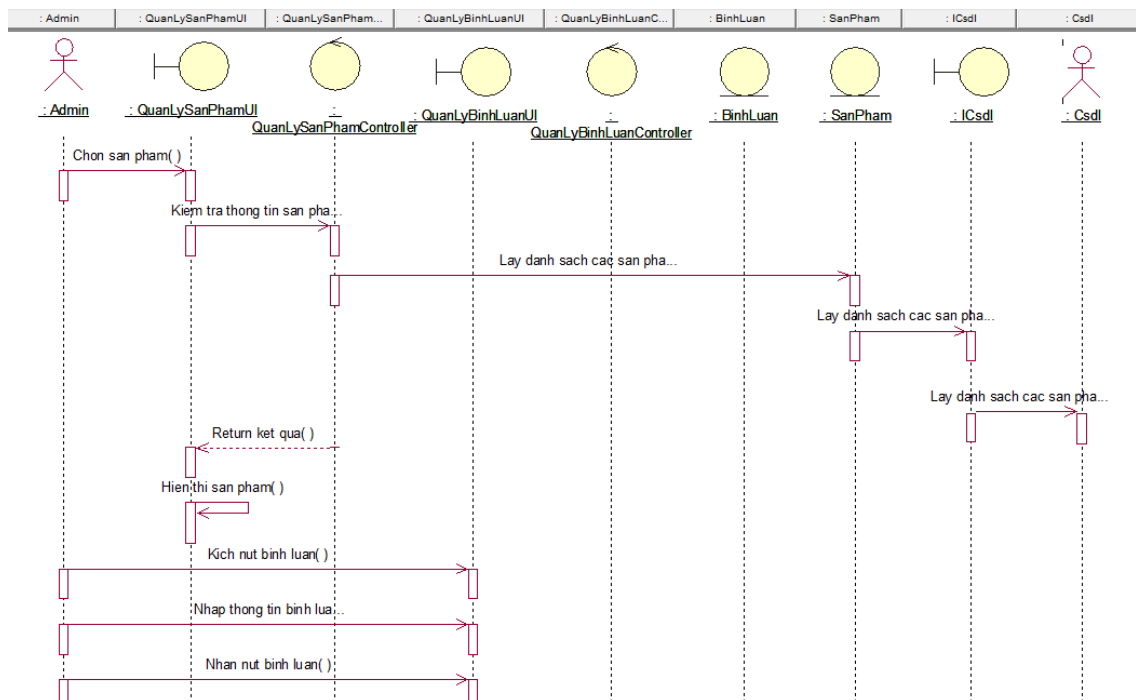 : Admin
: QuanLySanPhamUI
: QuanLySanPham...
: QuanLyBinhLuanUI
: QuanLyBinhLuanC...
: BinhLuan
: SanPham
: ICsdl
: Csdl
: Admin
: QuanLySanPhamUI
:
QuanLySanPhamController
: QuanLyBinhLuanUI
:
QuanLyBinhLuanController
: BinhLuan
: SanPham
: ICsdl
: Csdl
Chon san pham( )
Kiem tra thong tin san pha...
Lay danh sach cac san pha...
Lay danh sach cac san pha...
Lay danh sach cac san pha...
Return ket qua( )
Hien thi san pham( )
Kich nut binh luan( )
Nhap thong tin binh lua...
Nhan nut binh luan( )